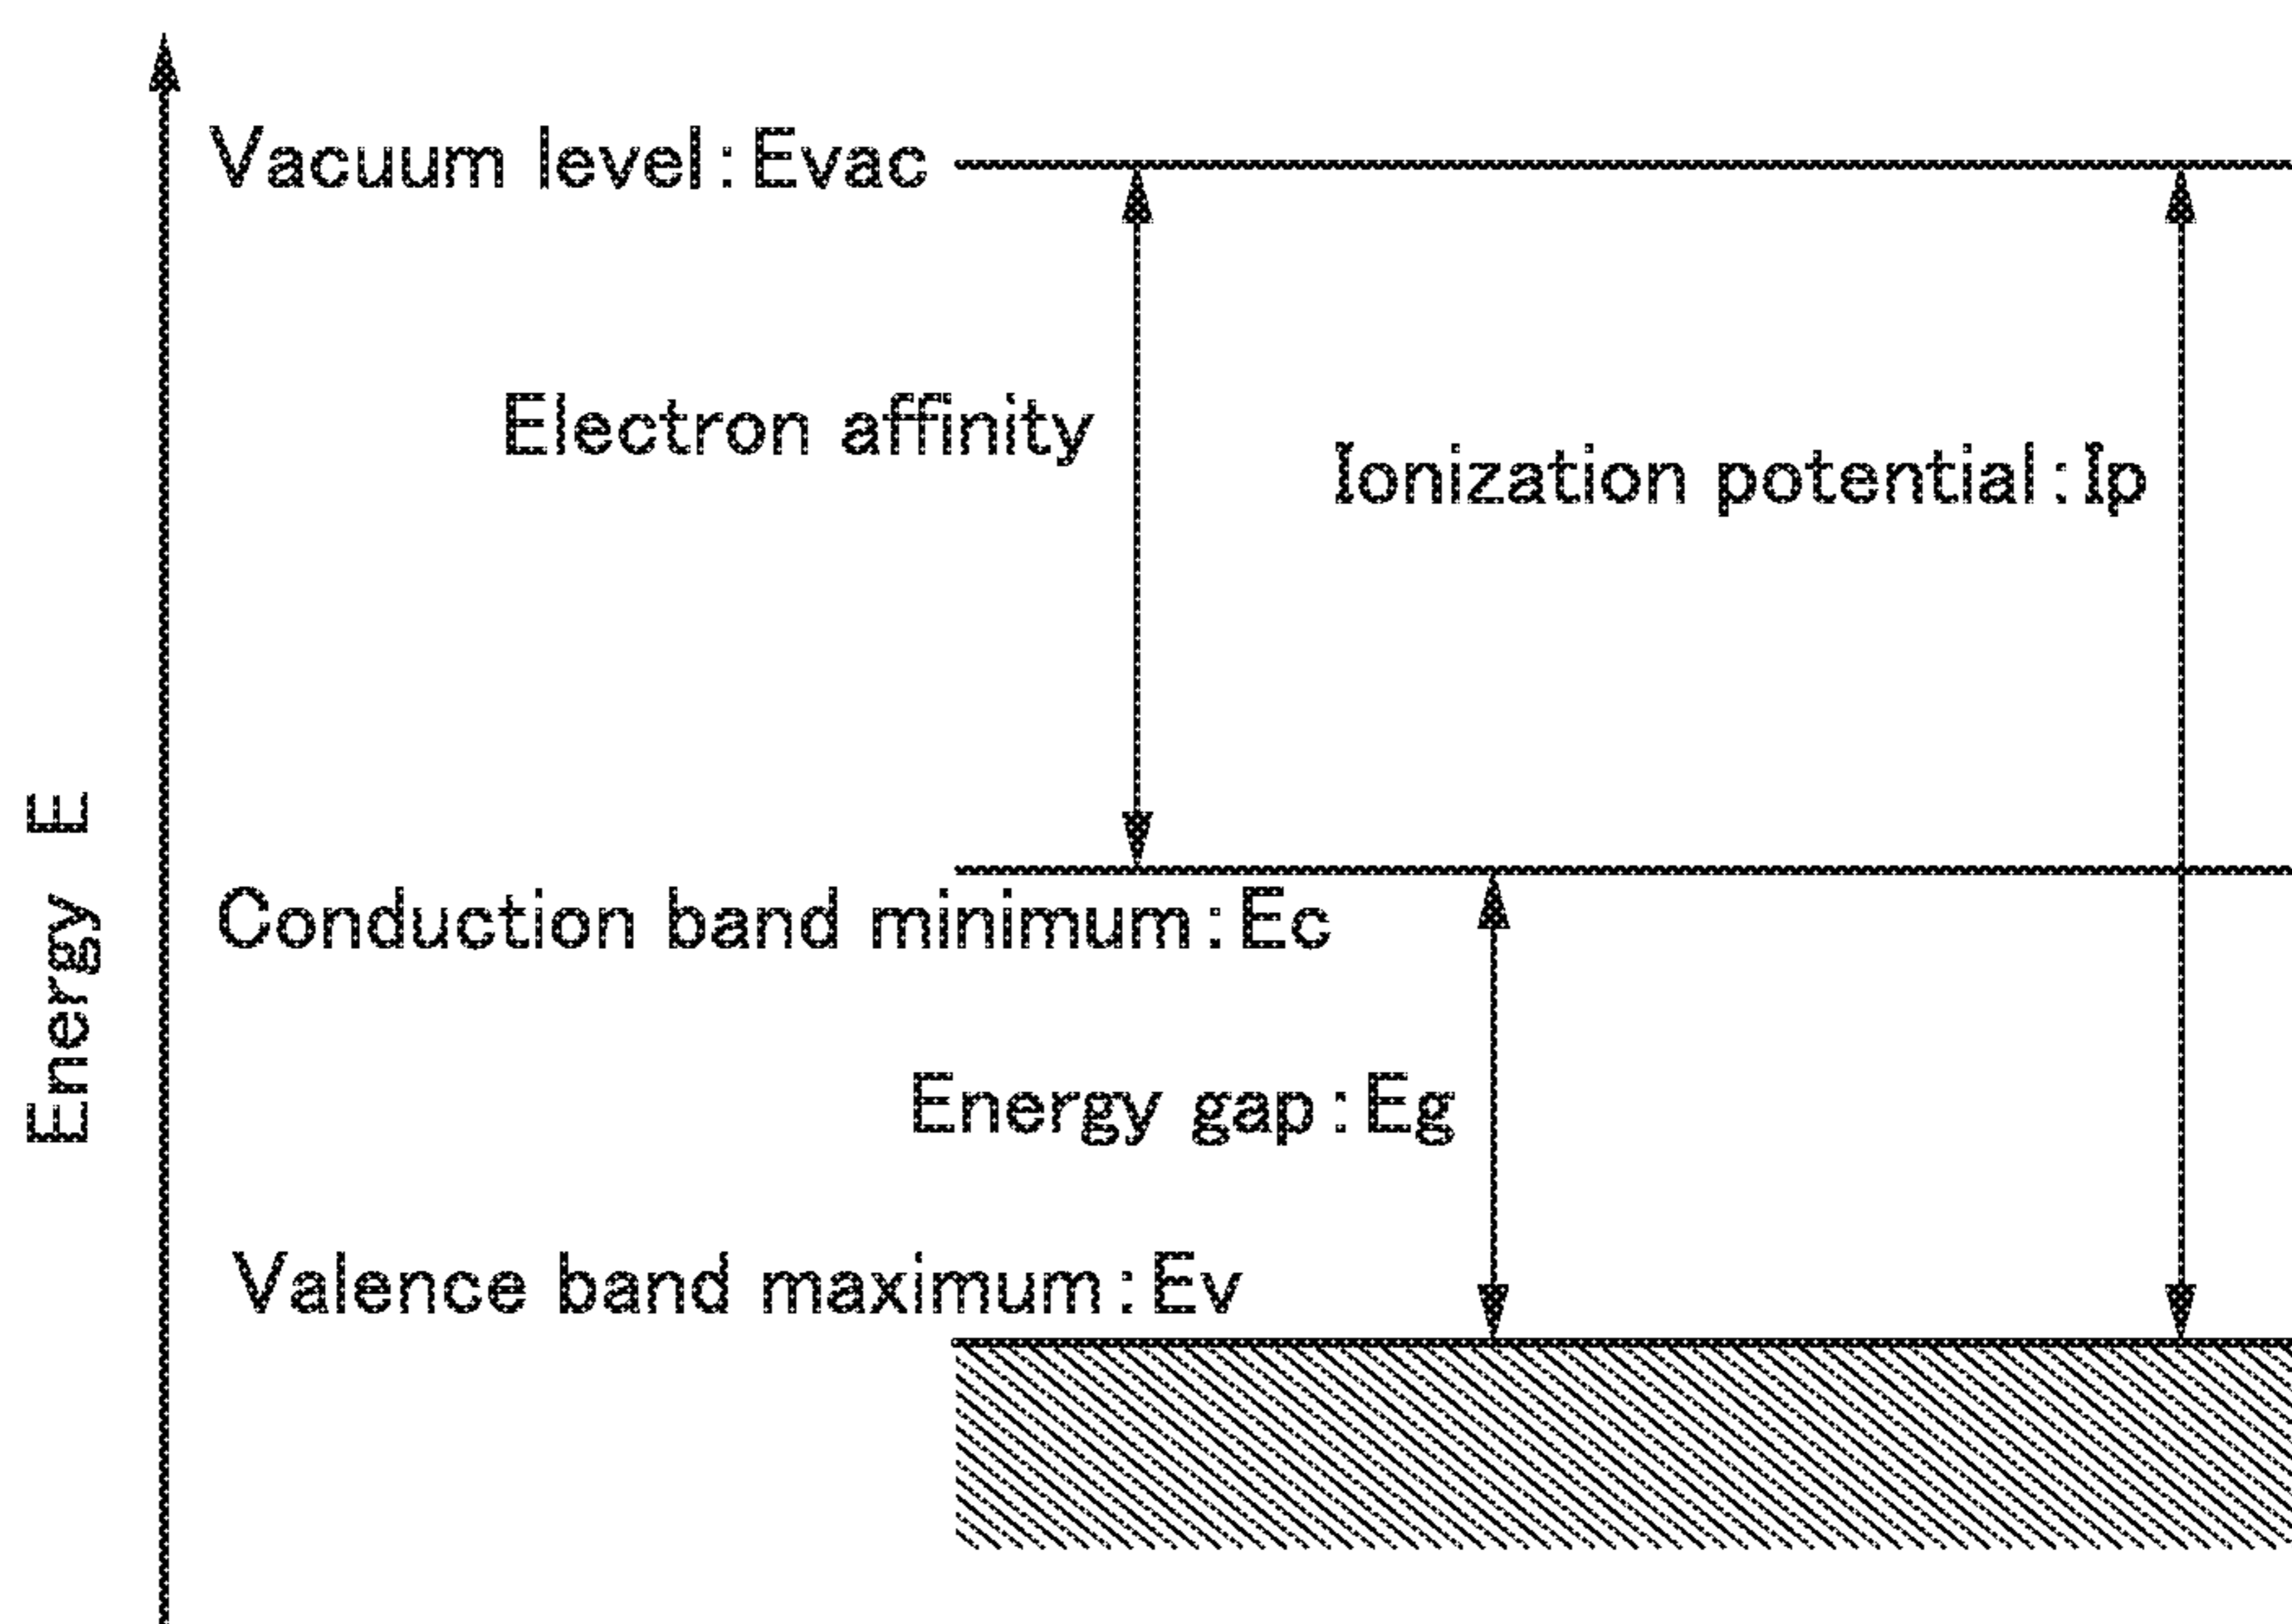 Vacuum level:Evac
Electron affinity
Ionization potential:Ip
Energy E
Conduction band minimum:Ec
Energy gap:Eg
Valence band maximum:Ev